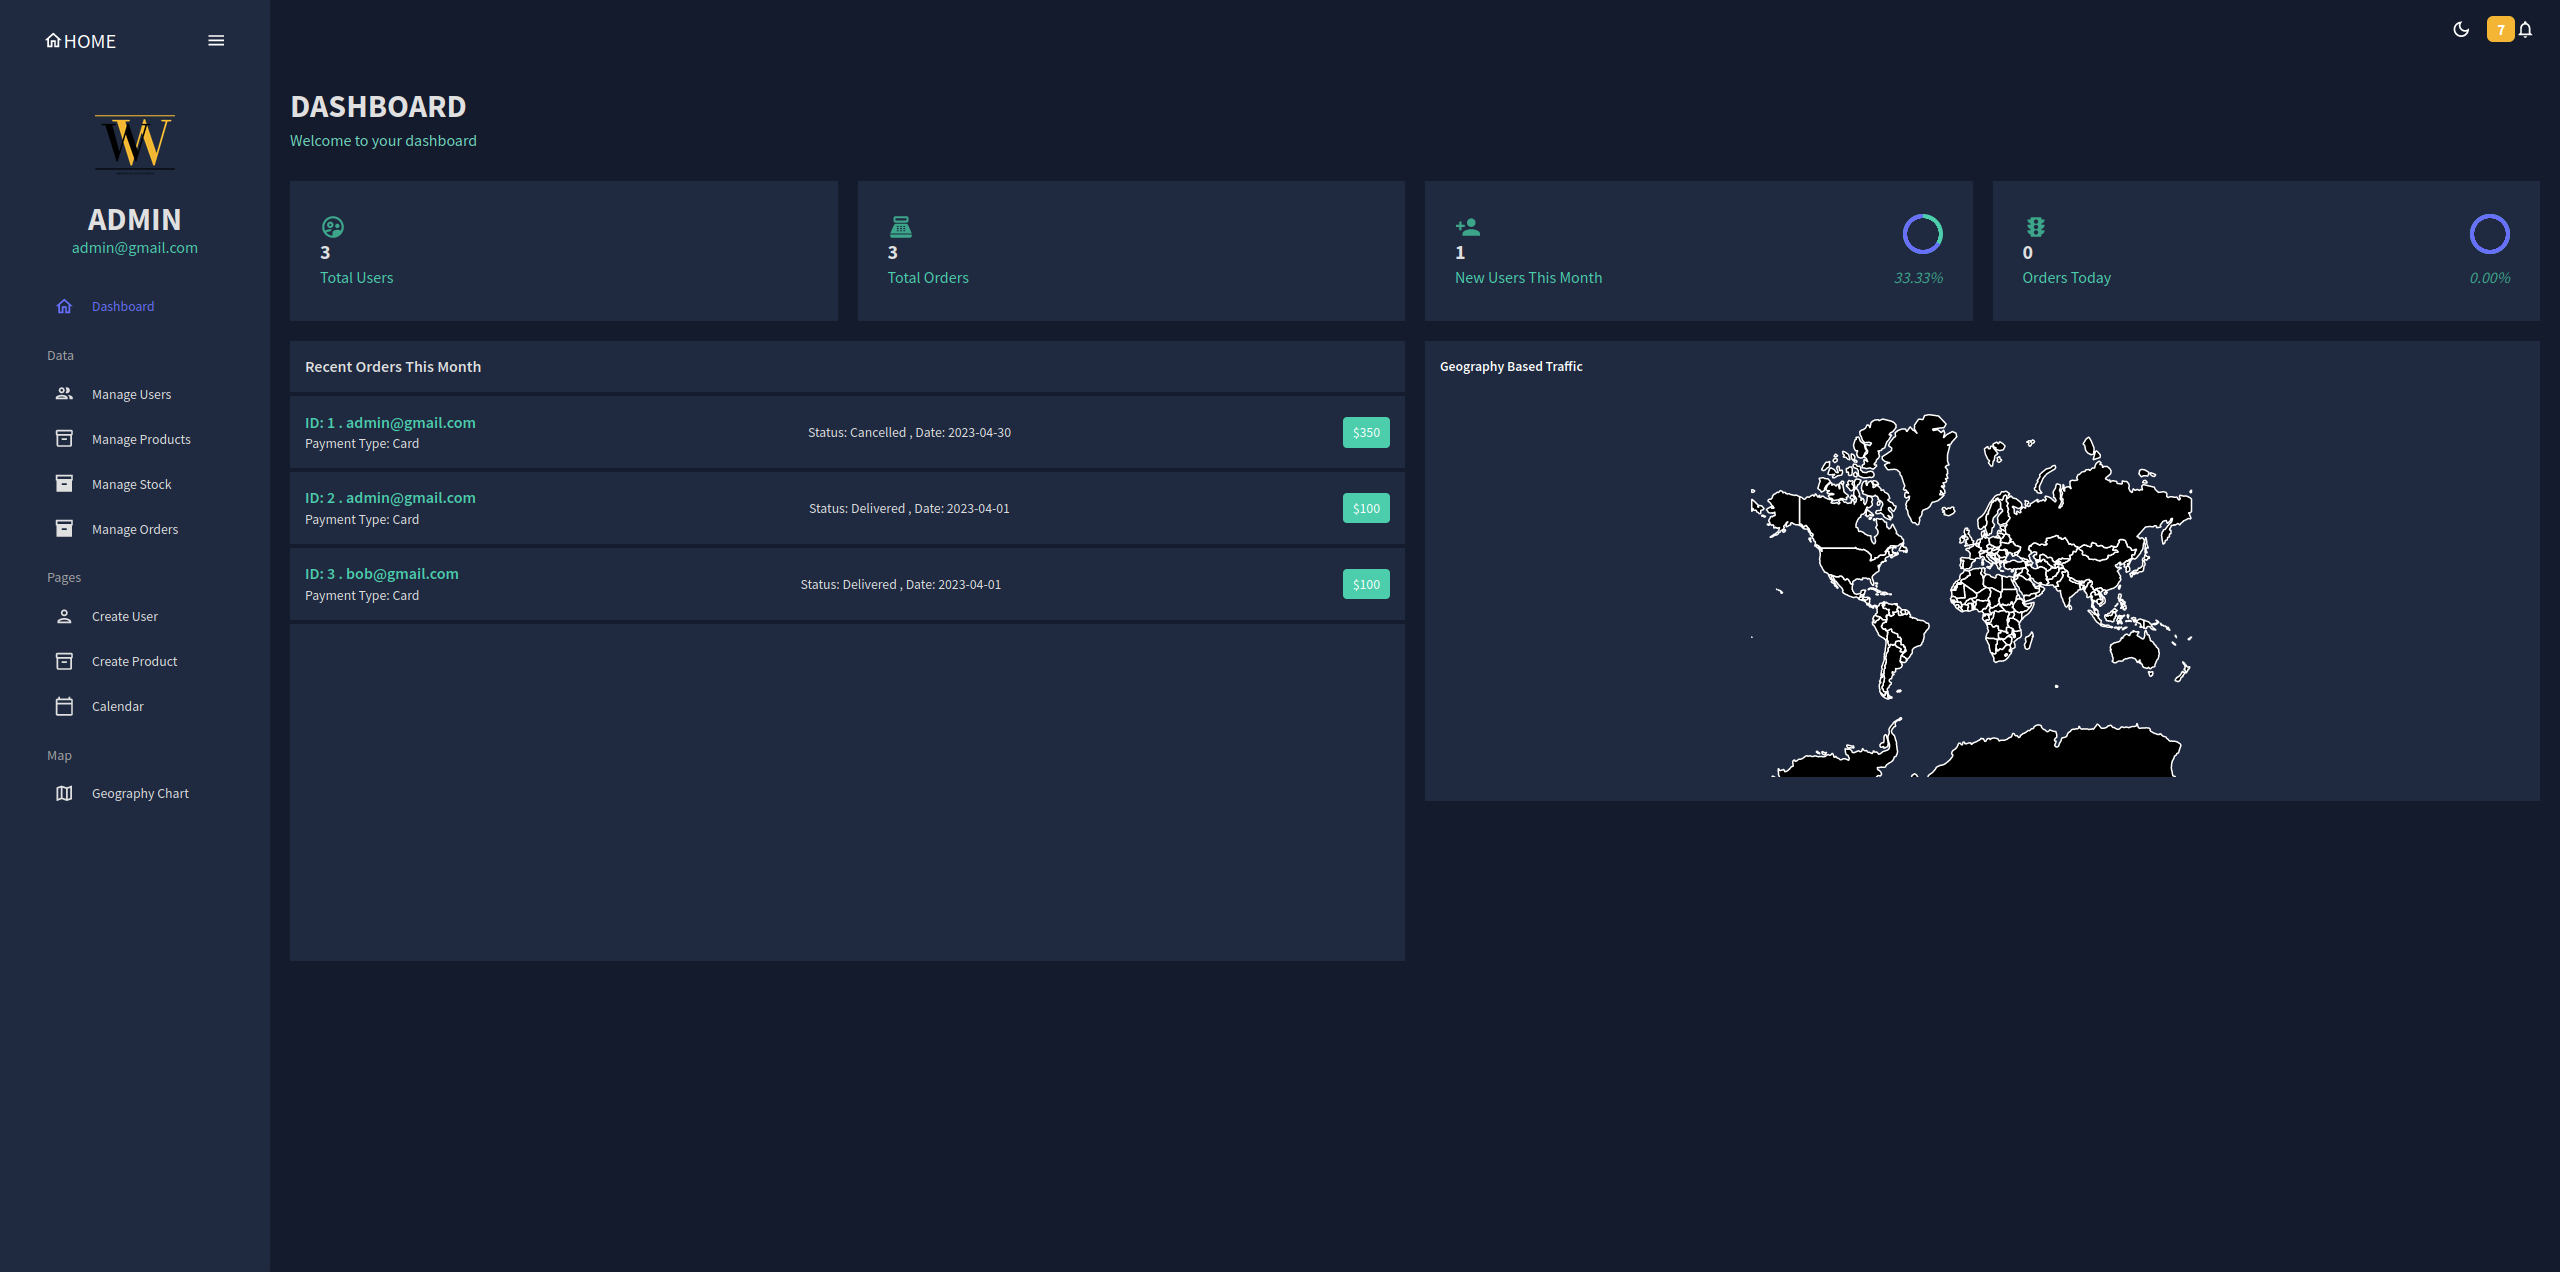 HOME
7
W
ADMIN
admin@gmail.com
Dashboard
Data
Manage Users
Manage Products
Manage Stock
Manage Orders
Pages
Create User
Create Product
Calendar
Map
Geography Chart
DASHBOARD
Welcome to your dashboard
3
Total Users
3
Total Orders
1
New Users This Month
33.33%
0
Orders Today
0.00%
Recent Orders This Month
ID: 1 . admin@gmail.com
Payment Type: Card
Status: Cancelled , Date: 2023-04-30
$350
ID: 2 . admin@gmail.com
Payment Type: Card
Status: Delivered , Date: 2023-04-01
$100
ID: 3 . bob@gmail.com
Payment Type: Card
Status: Delivered , Date: 2023-04-01
$100
Geography Based Traffic